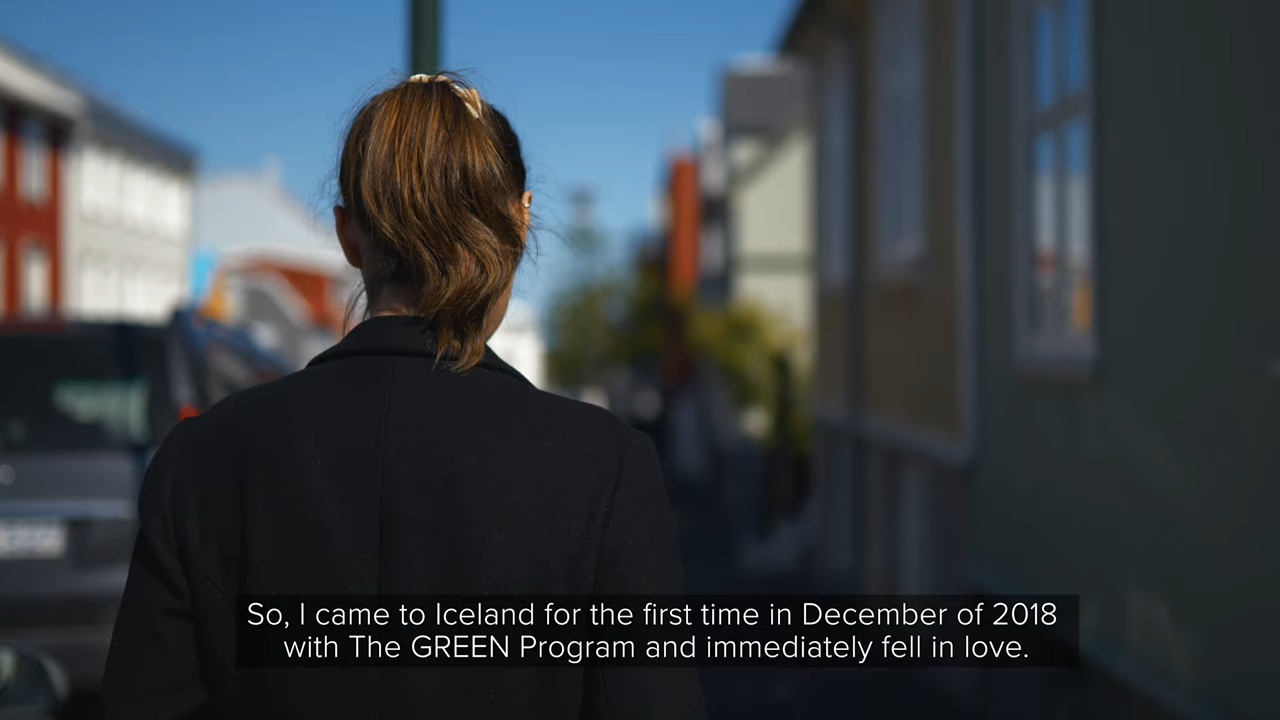 So, I came to Iceland for the first time in December of 2018
with The GREEN Program and immediately fell in love.